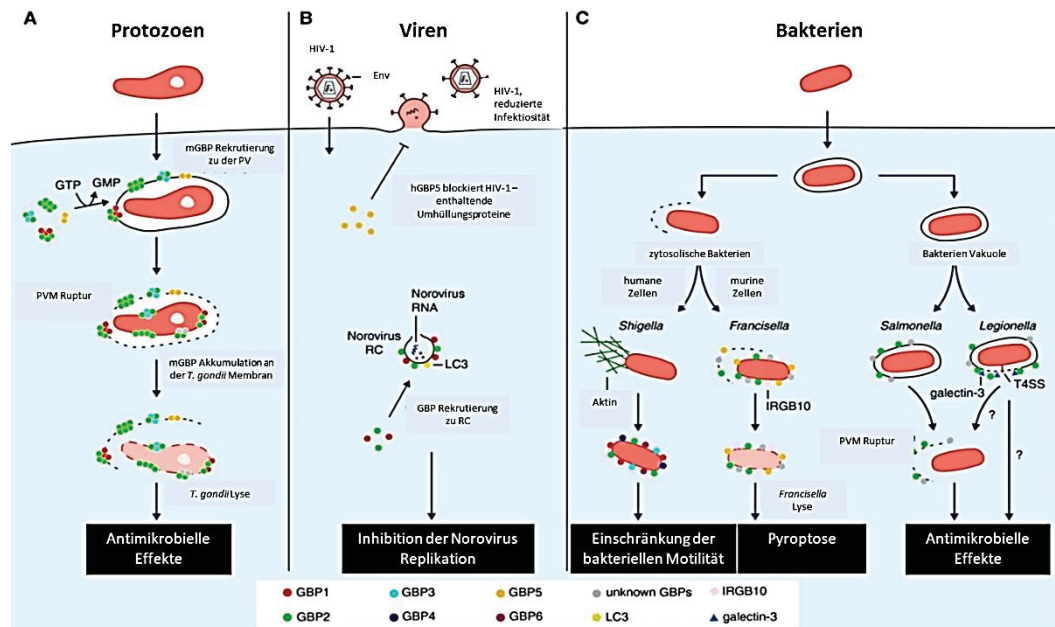 A
Protozoen
mGBP Rekrutierung
zu der PV
GTP
GMP
PVM Ruptur
mGBP Akkumulation an
der T. gondii Membran
T. gondii Lyse
Antimikrobielle
Effekte
B
Viren
HIV-1
Env
HIV-1,
reduzierte
Infektiosität
hGBP5 blockiert HIV-1 –
enthaltende
Umhüllungsproteine
Norovirus
RNA
Norovirus
RC
LC3
GBP Rekrutierung
zu RC
Inhibition der Norovirus
Replikation
C
Bakterien
zytosolische Bakterien
Bakterien Vakuole
humane
Zellen
murine
Zellen
Shigella
Francisella
Salmonella
Legionella
Aktin
IRGB10
galectin-3
T4SS
?
?
PVM Ruptur
Francisella
Lyse
Einschränkung der
bakteriellen Motilität
Pyroptose
Antimikrobielle
Effekte
GBP1
GBP3
GBP5
unknown GBPs
IRGB10
GBP2
GBP4
GBP6
LC3
galectin-3